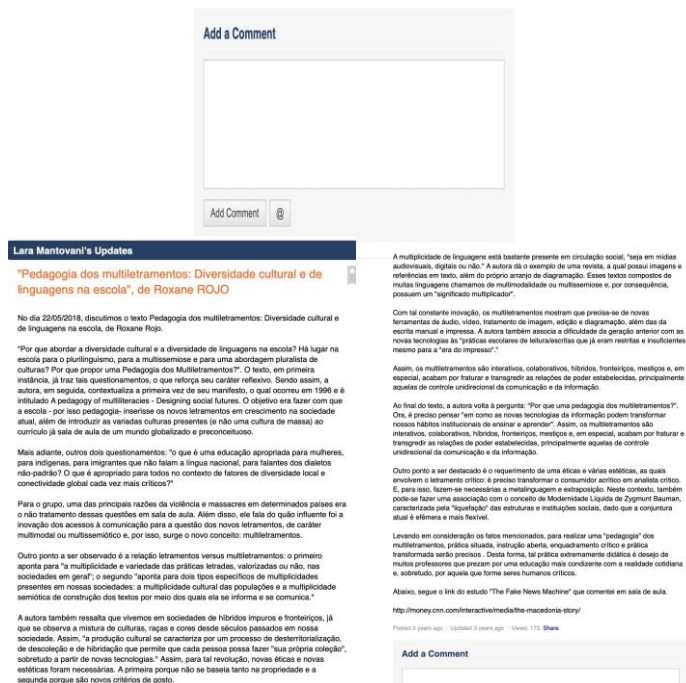 Add a Comment
Add Comment
@
Lara Mantovani's Updates
"Pedagogia dos multiletramentos: Diversidade cultural e de
linguagens na escola", de Roxane ROJO
No dia 22/05/2018, discutimos o texto Pedagogia dos multiletramentos: Diversidade cultural e
de linguagens na escola, de Roxane Rojo.
"Por que abordar a diversidade cultural e a diversidade de linguagens na escola? Há lugar na
escola para o plurilinguismo, para a multissemiose e para uma abordagem pluralista de
culturas? Por que propor uma Pedagogia dos Multiletramentos?". O texto, em primeira
instância, já traz tais questionamentos, o que reforça seu caráter reflexivo. Sendo assim, a
autora, em seguida, contextualiza a primeira vez de seu manifesto, o qual ocorreu em 1996 e é
intitulado A pedagogy of multiliteracies - Designing social futures. O objetivo era fazer com que
a escola - por isso pedagogia- inserisse os novos letramentos em crescimento na sociedade
atual, além de introduzir as variadas culturas presentes (e não uma cultura de massa) ao
currículo já sala de aula de um mundo globalizado e preconceituoso.
Mais adiante, outros dois questionamentos: "o que é uma educação apropriada para mulheres,
para indígenas, para imigrantes que não falam a língua nacional, para falantes dos dialetos
não-padrão? O que é apropriado para todos no contexto de fatores de diversidade local e
conectividade global cada vez mais críticos?"
Para o grupo, uma das principais razões da violência e massacres em determinados países era
o não tratamento dessas questões em sala de aula. Além disso, ele fala do quão influente foi a
inovação dos acessos à comunicação para a questão dos novos letramentos, de caráter
multimodal ou multissemiótico e, por isso, surge o novo conceito: multiletramentos.
Outro ponto a ser observado é a relação letramentos versus multiletramentos: o primeiro
aponta para "a multiplicidade e variedade das práticas letradas, valorizadas ou não, nas
sociedades em geral"; o segundo "aponta para dois tipos específicos de multiplicidades
presentes em nossas sociedades: a multiplicidade cultural das populações e a multiplicidade
semiótica de construção dos textos por meio dos quais ela se informa e se comunica."
A autora também ressalta que vivemos em sociedades de híbridos impuros e fronteiriços, já
que se observa a mistura de culturas, raças e cores desde séculos passados em nossa
sociedade. Assim, "a produção cultural se caracteriza por um processo de desterritorialização,
de descoleção e de hibridação que permite que cada pessoa possa fazer "sua própria coleção",
sobretudo a partir de novas tecnologias." Assim, para tal revolução, novas éticas e novas
estéticas foram necessárias. A primeira porque não se baseia tanto na propriedade e a
segunda porque são novos critérios de gosto.
A multiplicidade de linguagens está bastante presente em circulação social, "seja em mídias
audiovisuais, digitais ou não." A autora dá o exemplo de uma revista, a qual possui imagens e
referências em texto, além do próprio arranjo de diagramação. Esses textos compostos de
muitas linguagens chamamos de multimodalidade ou multissemiose e, por consequência,
possuem um "significado multiplicador".
Com tal constante inovação, os multiletramentos mostram que precisa-se de novas
ferramentas de áudio, vídeo, tratamento de imagem, edição e diagramação, além das da
escrita manual e impressa. A autora também associa a dificuldade da geração anterior com as
novas tecnologias às "práticas escolares de leitura/escritas que já eram restritas e insuficientes
mesmo para a "era do impresso"."
Assim, os multiletramentos são interativos, colaborativos, híbridos, fronteiriços, mestiços e, em
especial, acabam por fraturar e transgredir as relações de poder estabelecidas, principalmente
aquelas de controle unidirecional da comunicação e da informação.
Ao final do texto, a autora volta à pergunta: "Por que uma pedagogia dos multiletramentos?".
Ora, é preciso pensar "em como as novas tecnologias da informação podem transformar
nossos hábitos institucionais de ensinar e aprender". Assim, os multiletramentos são
interativos, colaborativos, híbridos, fronteiriços, mestiços e, em especial, acabam por fraturar e
transgredir as relações de poder estabelecidas, principalmente aquelas de controle
unidirecional da comunicação e da informação.
Outro ponto a ser destacado é o requerimento de uma éticas e várias estéticas, as quais
envolvem o letramento crítico: é preciso transformar o consumidor acrítico em analista crítico.
E, para isso, fazem-se necessárias a metalinguagem e extraposição. Neste contexto, também
pode-se fazer uma associação com o conceito de Modernidade Líquida de Zygmunt Bauman,
caracterizada pela "liquefação" das estruturas e instituições sociais, dado que a conjuntura
atual é efêmera e mais flexível.
Levando em consideração os fatos mencionados, para realizar uma "pedagogia" dos
multiletramentos, prática situada, instrução aberta, enquadramento crítico e prática
transformada serão precisos . Desta forma, tal prática extremamente didática é desejo de
muitos professores que prezam por uma educação mais condizente com a realidade cotidiana
e, sobretudo, por aquela que forme seres humanos críticos.
Abaixo, segue o link do estudo "The Fake News Machine" que comentei em sala de aula.
http://money.cnn.com/interactive/media/the-macedonia-story/
Posted 3 years ago Updated 3 years ago Views: 175 Share
Add a Comment